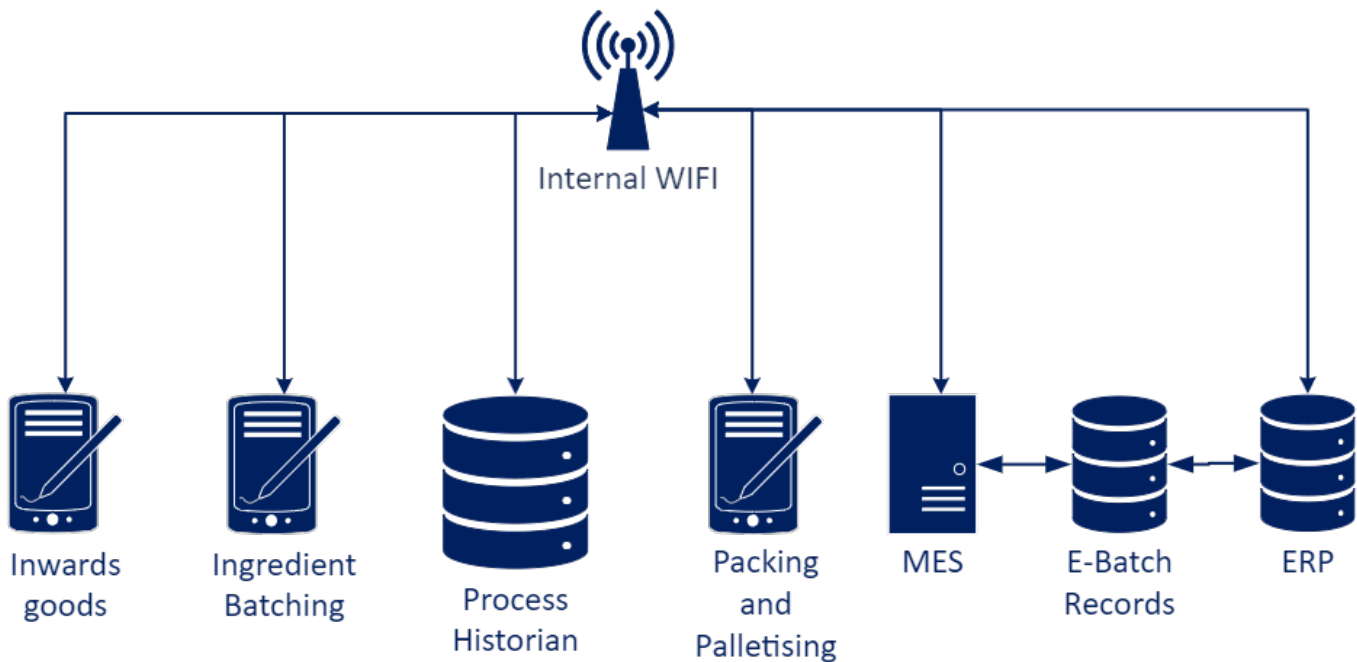 Internal WIFI
Inwards
goods
Ingredient
Batching
Process
Historian
Packing
and
Palletising
MES
E-Batch
Records
ERP